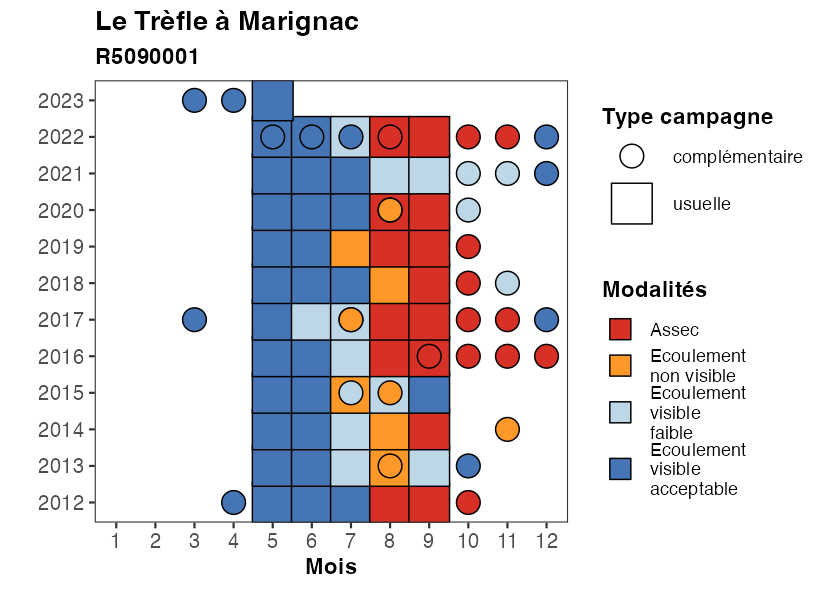 Le Trèfle à Marignac
R5090001
2023
2022
2021
2020
2019
2018
2017
2016
2015
2014
2013
2012
1 2 3 4 5 6 7 8 9 10 11 12
Mois
Type campagne
complémentaire
usuelle
Modalités
Assec
Ecoulement
non visible
Ecoulement
visible
faible
Ecoulement
visible
acceptable